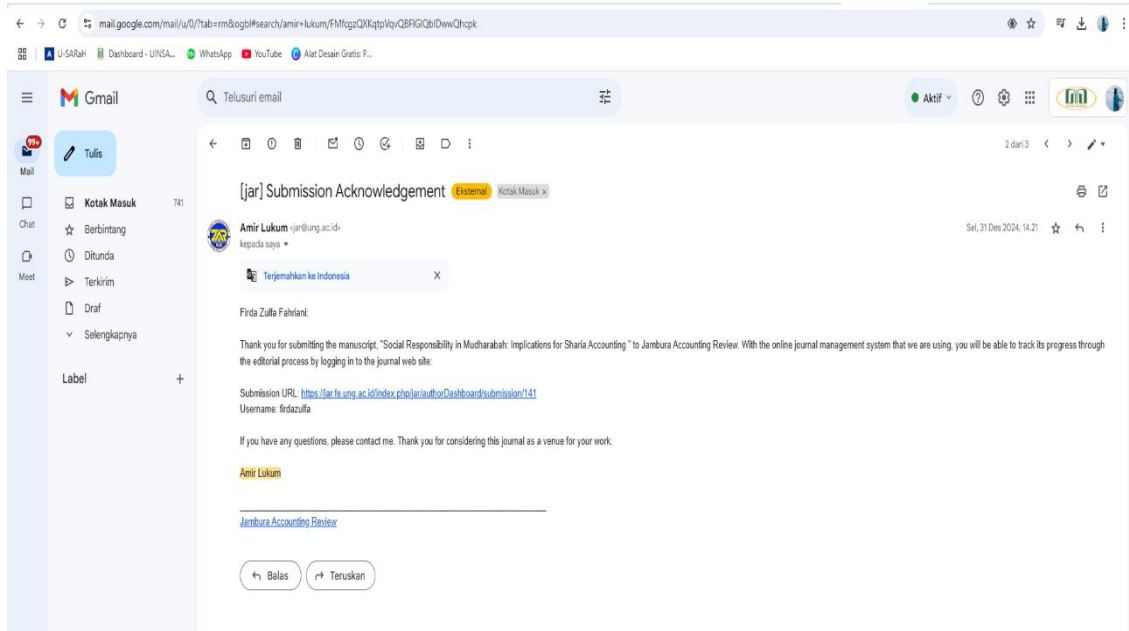 mail.google.com/mail/u/0/?tab=rm&ogbl#search/amir+lukum/FMfcgzQXKqtpVqvQBFlGlQblDwwQhcpk
U-SARaH Dashboard - UINSA... WhatsApp YouTube Alat Desain Gratis: P...
Gmail
Telusuri email
Aktif
99+
Mail
Tulis
2 dari 3
Chat
Meet
Kotak Masuk 741
Berbintang
Ditunda
Terkirim
Draf
Selengkapnya
Label +
[jar] Submission Acknowledgement Eksternal Kotak Masuk x
Amir Lukum <jar@ung.ac.id>
Sel, 31 Des 2024, 14.21
kepada saya
Terjemahkan ke Indonesia X
Firda Zulfa Fahriani:
Thank you for submitting the manuscript, "Social Responsibility in Mudharabah: Implications for Sharia Accounting " to Jambura Accounting Review. With the online journal management system that we are using, you will be able to track its progress through
the editorial process by logging in to the journal web site:
Submission URL: https://jar.fe.ung.ac.id/index.php/jar/authorDashboard/submission/141
Username: firdazulfa
If you have any questions, please contact me. Thank you for considering this journal as a venue for your work.
Amir Lukum
Jambura Accounting Review
Balas
Teruskan